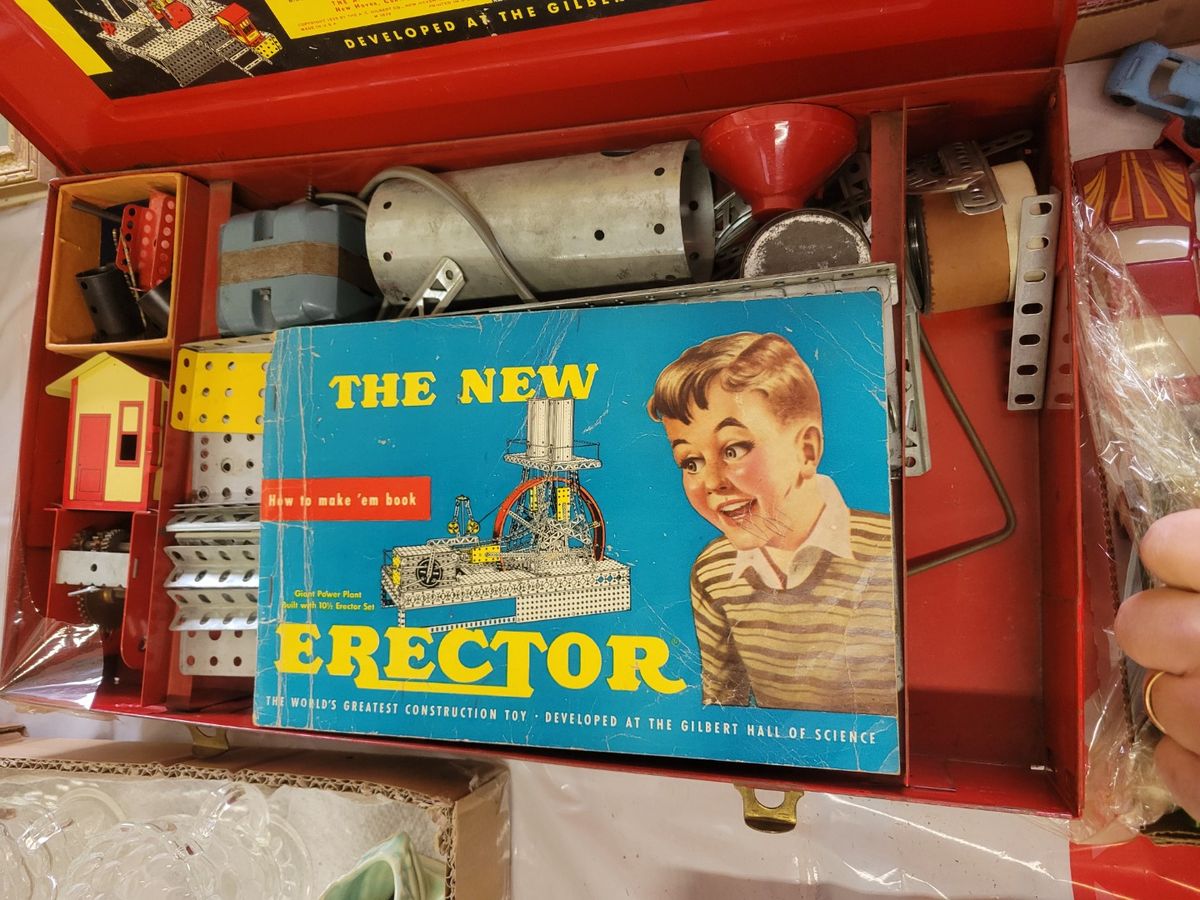 DEVELOPED AT THE GILBER
THE NEW
How to make 'em book
Giant Power Plant
Built with 10½ Erector Set
ERECTOR
THE WORLD'S GREATEST CONSTRUCTION TOY · DEVELOPED AT THE GILBERT HALL OF SCIENCE